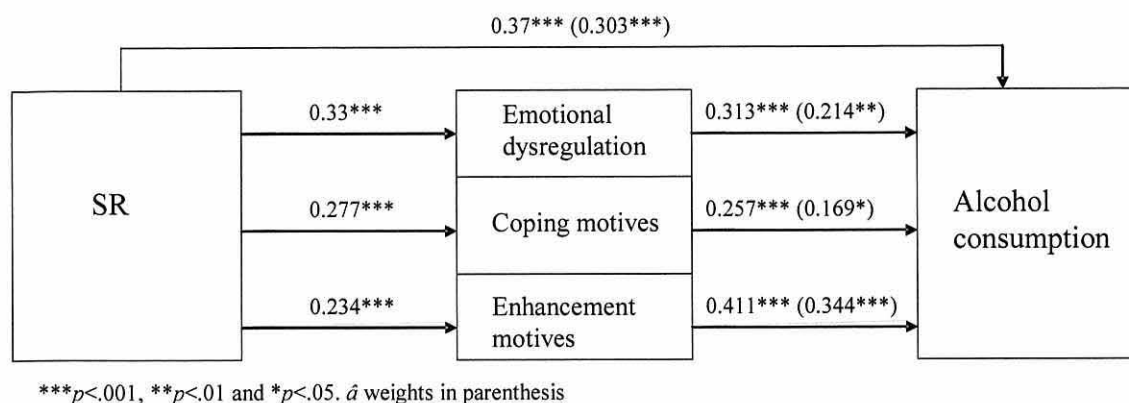 0.37*** (0.303***)
SR
0.33***
Emotional
dysregulation
0.313*** (0.214**)
0.277***
Coping motives
0.257*** (0.169*)
0.234***
Enhancement
motives
0.411*** (0.344***)
Alcohol
consumption
***p<.001, **p<.01 and *p<.05. â weights in parenthesis